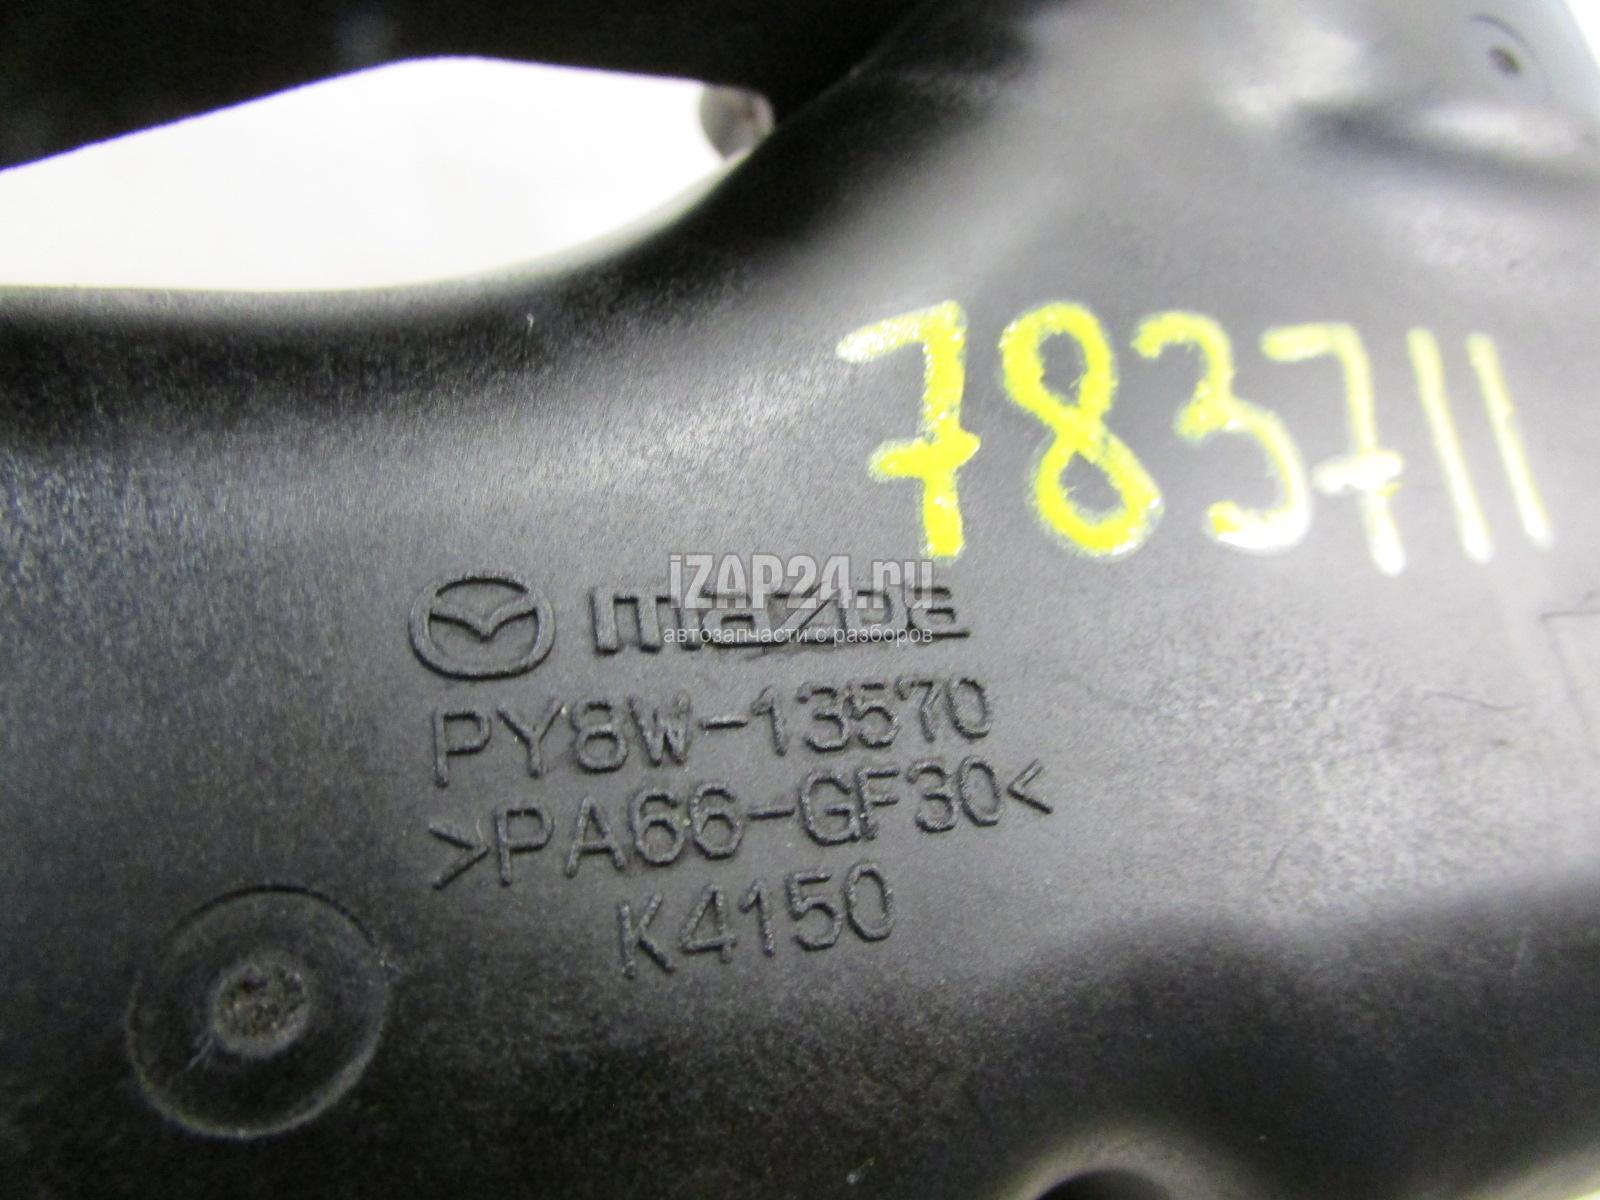 783711
iZAP24.ru
mazda
автозапчасти с разборов
PY8W-13570
>PA66-GF30<
K4150